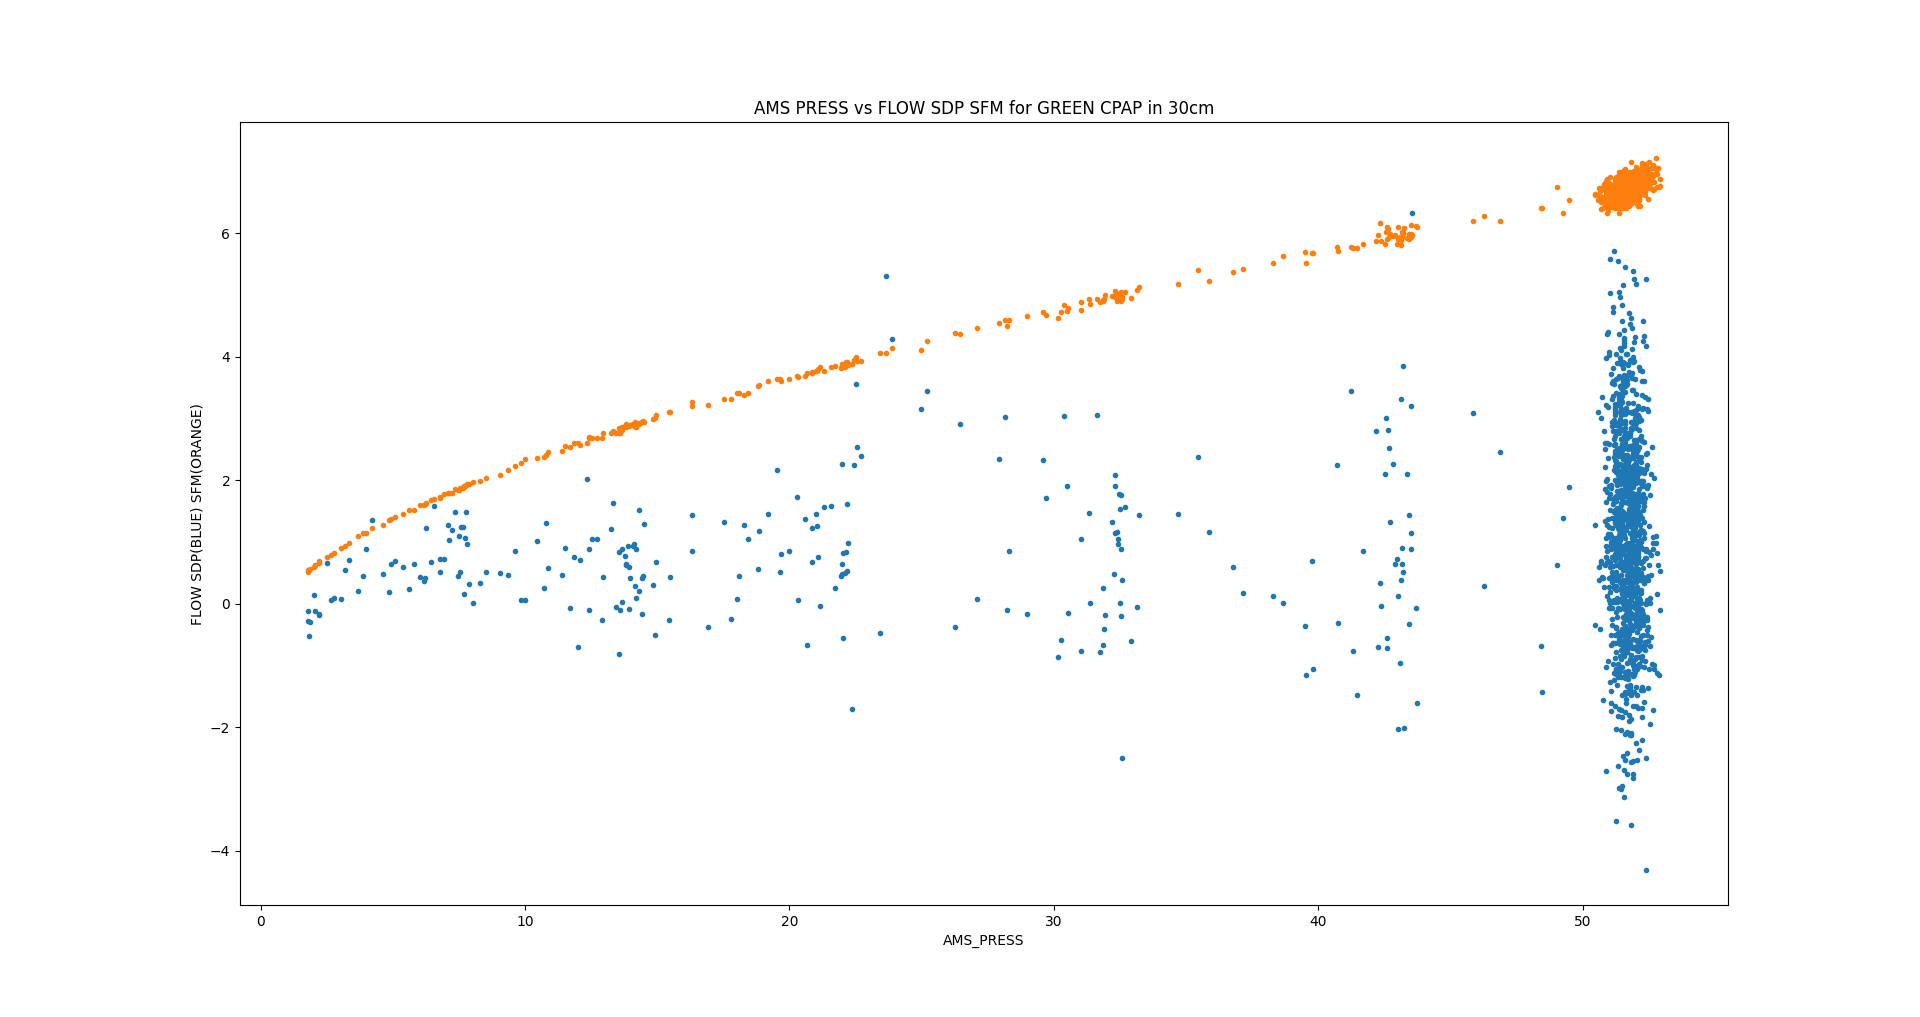 AMS PRESS vs FLOW SDP SFM for GREEN CPAP in 30cm
FLOW SDP(BLUE) SFM(ORANGE)
6
4
2
0
−2
−4
0 10 20 30 40 50
AMS_PRESS